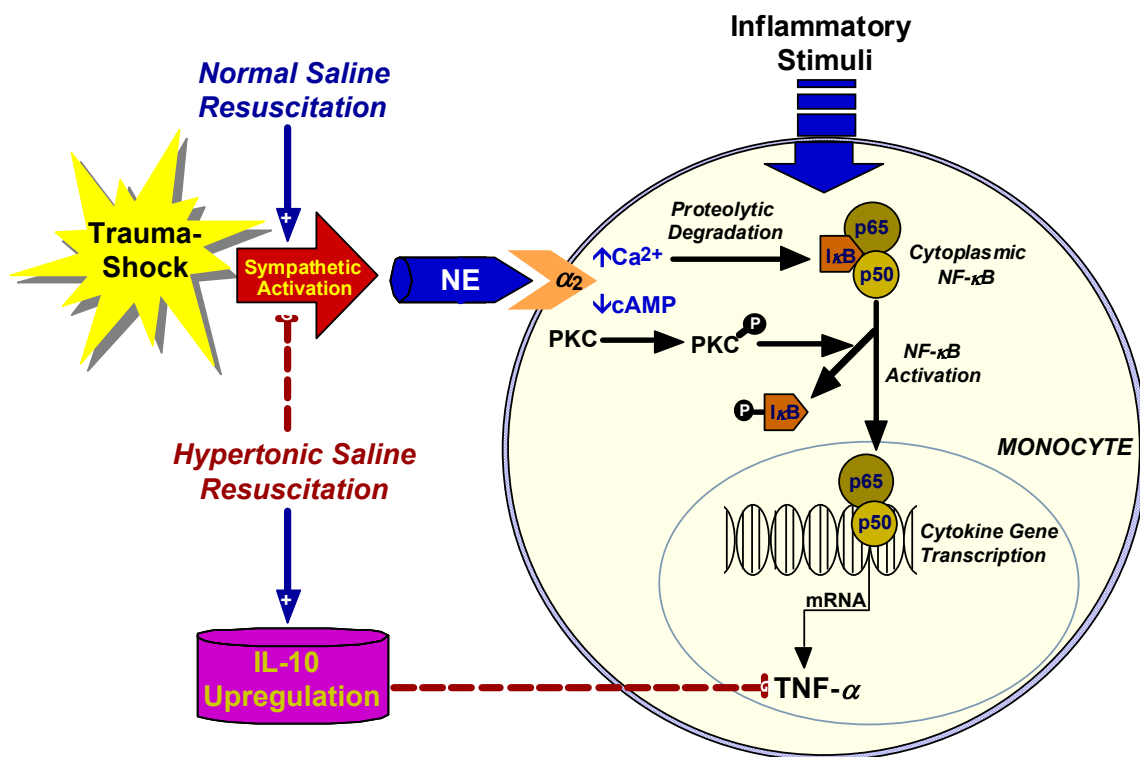 Inflammatory
Stimuli
Normal Saline
Resuscitation
+
Trauma-
Shock
Sympathetic
Activation
NE
α2
↑Ca2+
↓cAMP
Proteolytic
Degradation
p65
IκB
p50
Cytoplasmic
NF-κB
PKC
PKC
P
NF-κB
Activation
P
IκB
Hypertonic Saline
Resuscitation
MONOCYTE
p65
p50
Cytokine Gene
Transcription
mRNA
+
IL-10
Upregulation
TNF-α